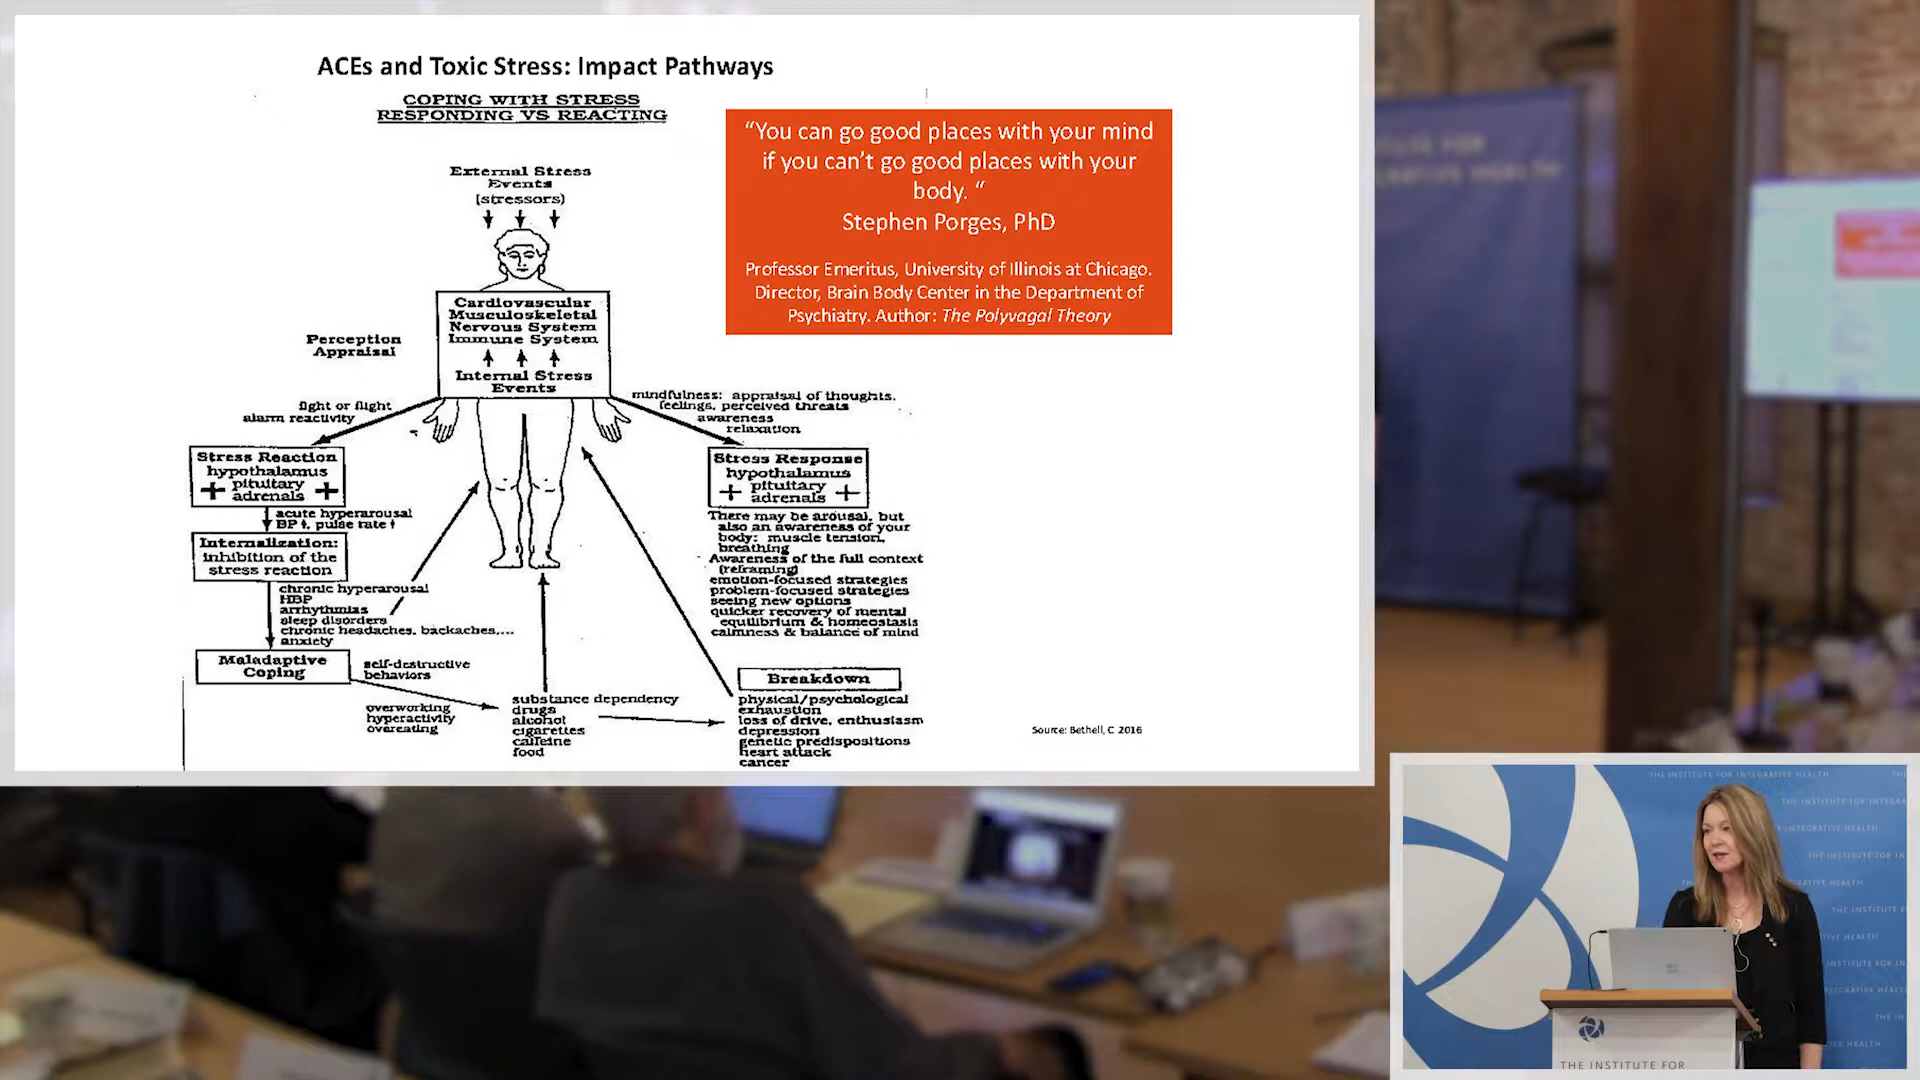 ACEs and Toxic Stress: Impact Pathways
COPING WITH STRESS
RESPONDING VS REACTING
External Stress
Events
(stressors)
Cardiovascular
Musculoskeletal
Nervous System
Immune System
Internal Stress
Events
Perception
Appraisal
fight or flight
alarm reactivity
mindfulness: appraisal of thoughts,
feelings, perceived threats
awareness
relaxation
Stress Reaction
hypothalamus
pituitary
adrenals
+ +
acute hyperarousal
BP ↑, pulse rate ↑
Internalization:
inhibition of the
stress reaction
chronic hyperarousal
HBP
arrhythmias
sleep disorders
chronic headaches, backaches,...
anxiety
Maladaptive
Coping
self-destructive
behaviors
overworking
hyperactivity
overeating
substance dependency
drugs
alcohol
cigarettes
caffeine
food
Stress Response
hypothalamus
pituitary
adrenals
+ +
There may be arousal, but
also an awareness of your
body: muscle tension,
breathing
Awareness of the full context
(reframing)
emotion-focused strategies
problem-focused strategies
seeing new options
quicker recovery of mental
equilibrium & homeostasis
calmness & balance of mind
Breakdown
physical/psychological
exhaustion
loss of drive, enthusiasm
depression
genetic predispositions
heart attack
cancer
“You can go good places with your mind
if you can’t go good places with your
body. “
Stephen Porges, PhD
Professor Emeritus, University of Illinois at Chicago.
Director, Brain Body Center in the Department of
Psychiatry. Author: The Polyvagal Theory
Source: Bethell, C 2016
THE INSTITUTE FOR INTEGRATIVE HEALTH
THE INSTITUTE FOR